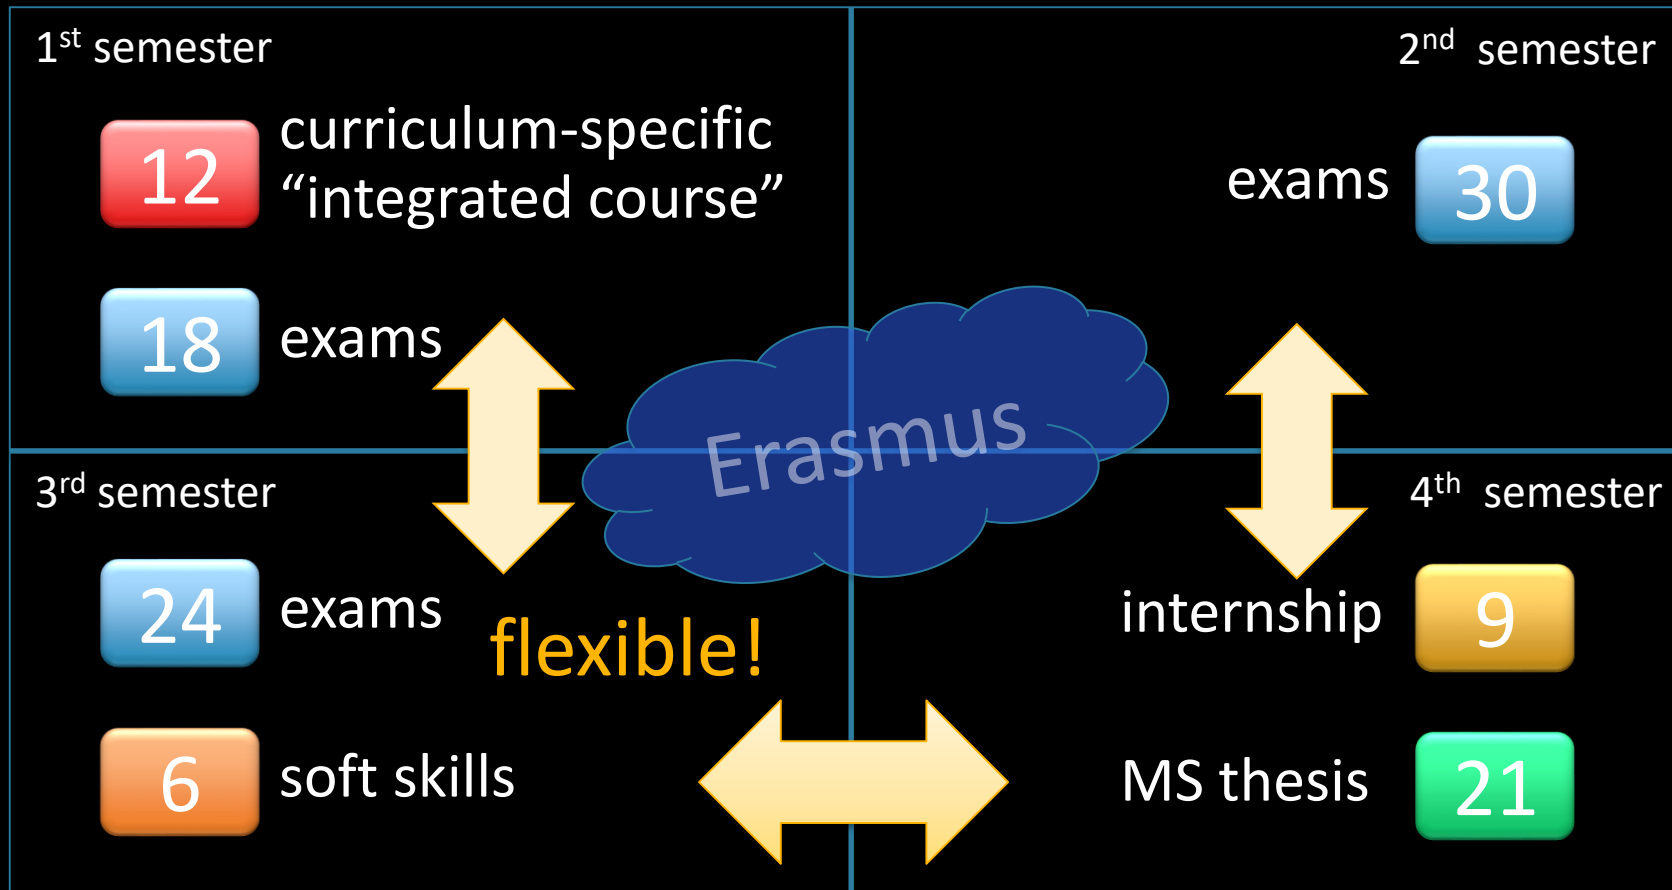 1st semester
12
curriculum-specific
“integrated course”
18
exams
2nd semester
exams
30
Erasmus
3rd semester
24
exams
flexible!
6
soft skills
4th semester
internship
9
MS thesis
21